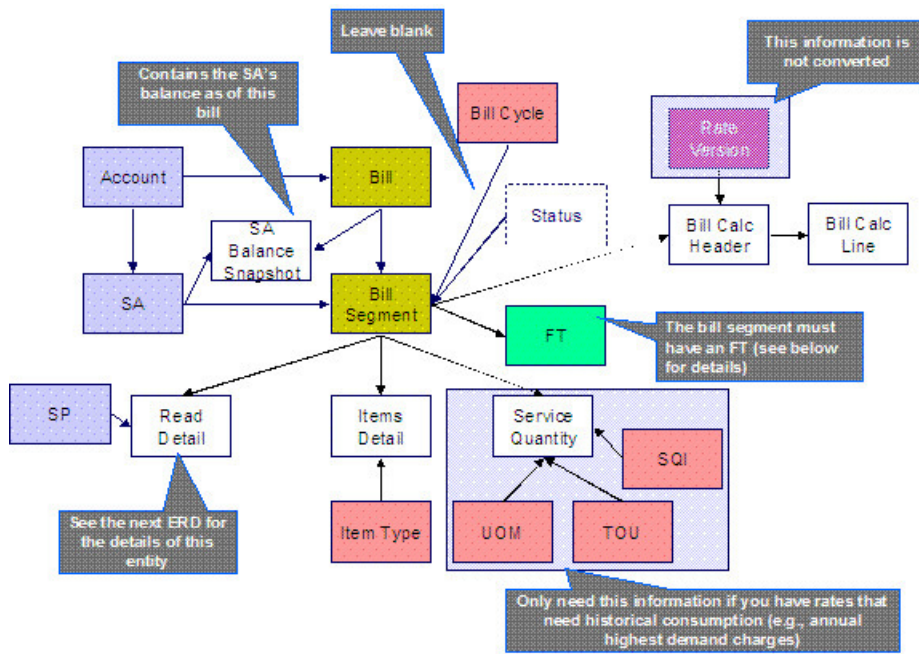 Leave blank
This information is
not converted
Contains the SA's
balance as of this
bill
Bill Cycle
Rate
Version
Account
Bill
Status
SA
Balance
Snapshot
Bill Calc
Header
Bill Calc
Line
SA
Bill
Segment
FT
The bill segment must
have an FT (see below
for details)
SP
Read
Detail
Items
Detail
Service
Quantity
SQI
See the next ERD for
the details of this
entity
Item Type
UOM
TOU
Only need this information if you have rates that
need historical consumption (e.g., annual
highest demand charges)